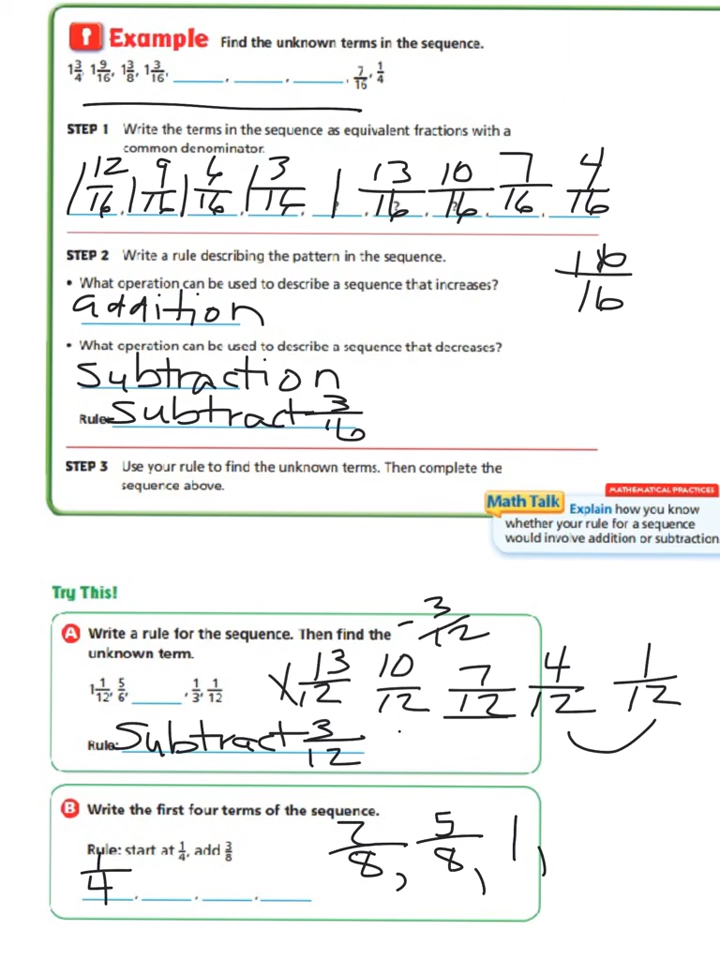 ! Example Find the unknown terms in the sequence.
1 3/4, 1 9/16, 1 3/8, 1 3/16, ____, ____, ____, 7/16, 1/4
STEP 1 Write the terms in the sequence as equivalent fractions with a
common denominator.
1 12/16, 1 9/16, 1 6/16, 1 3/16, 1, 13/16, 10/16, 7/16, 4/16
STEP 2 Write a rule describing the pattern in the sequence.
16/16
• What operation can be used to describe a sequence that increases?
addition
• What operation can be used to describe a sequence that decreases?
subtraction
Rule: subtract 3/16
STEP 3 Use your rule to find the unknown terms. Then complete the
sequence above.
MATHEMATICAL PRACTICES
Math Talk Explain how you know
whether your rule for a sequence
would involve addition or subtraction
Try This!
A Write a rule for the sequence. Then find the
unknown term.
- 3/12
1 1/12, 5/6, ____, 1/3, 1/12
13/12 10/12 7/12 4/12 1/12
Rule: Subtract 3/12
B Write the first four terms of the sequence.
Rule: start at 1/4, add 3/8
1/4
2/8, 5/8, 1,